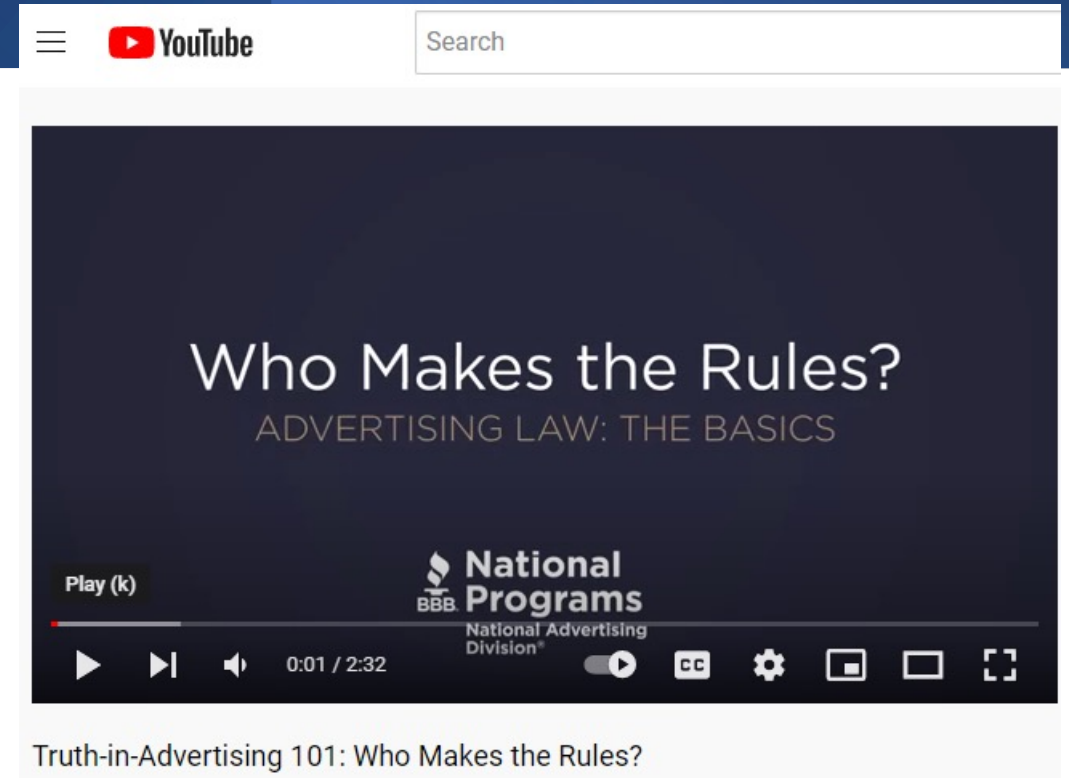 YouTube
Search
Who Makes the Rules?
ADVERTISING LAW: THE BASICS
National
BBB. Programs
National Advertising
Division®
Play (k)
0:01 / 2:32
CC
Truth-in-Advertising 101: Who Makes the Rules?